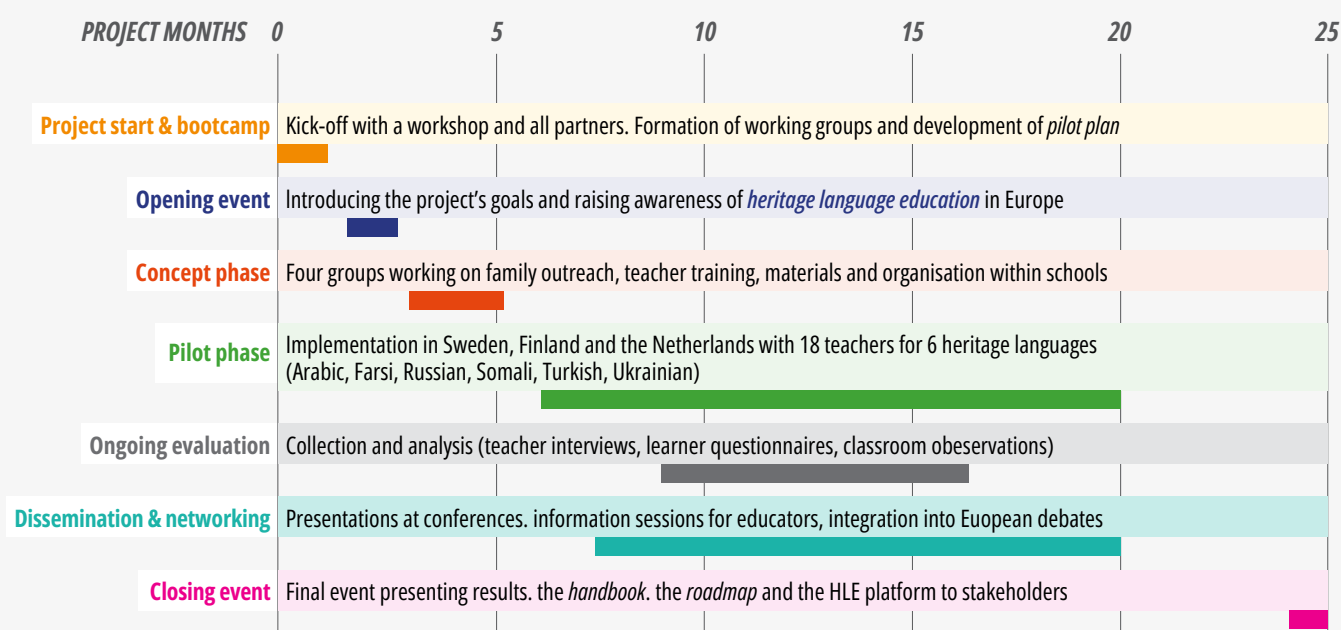 PROJECT MONTHS 0 5 10 15 20 25
Project start & bootcamp Kick-off with a workshop and all partners. Formation of working groups and development of pilot plan
Opening event Introducing the project's goals and raising awareness of heritage language education in Europe
Concept phase Four groups working on family outreach, teacher training, materials and organisation within schools
Pilot phase Implementation in Sweden, Finland and the Netherlands with 18 teachers for 6 heritage languages
(Arabic, Farsi, Russian, Somali, Turkish, Ukrainian)
Ongoing evaluation Collection and analysis (teacher interviews, learner questionnaires, classroom obeservations)
Dissemination & networking Presentations at conferences. information sessions for educators, integration into Euopean debates
Closing event Final event presenting results. the handbook. the roadmap and the HLE platform to stakeholders